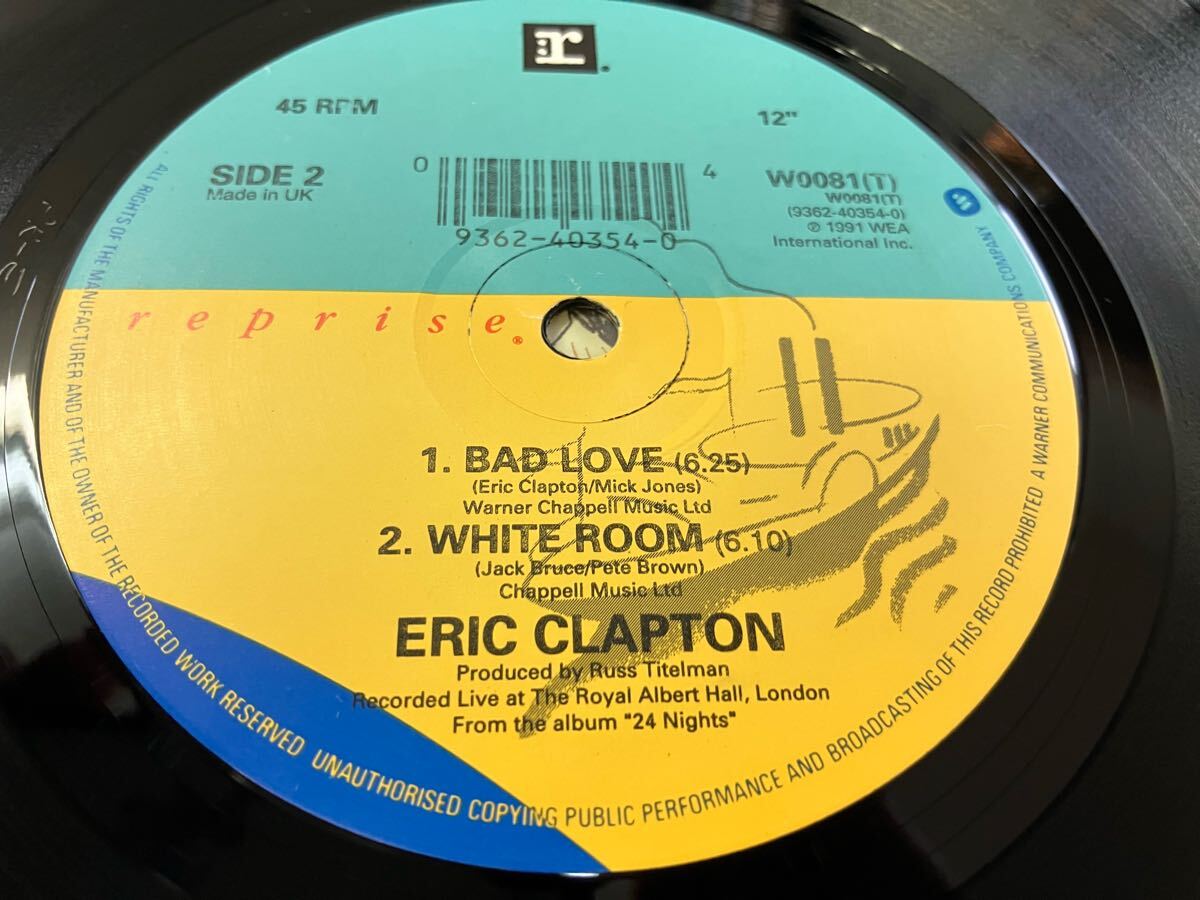 r.
45 RPM
12"
SIDE 2
Made in UK
0
4
9362-40354-0
W0081(T)
W0081(T)
(9362-40354-0)
℗ 1991 WEA
International Inc.
reprise®
1. BAD LOVE (6.25)
(Eric Clapton/Mick Jones)
Warner Chappell Music Ltd
2. WHITE ROOM (6.10)
(Jack Bruce/Pete Brown)
Chappell Music Ltd
ERIC CLAPTON
Produced by Russ Titelman
Recorded Live at The Royal Albert Hall, London
From the album "24 Nights"
ALL RIGHTS OF THE MANUFACTURER AND OF THE OWNER OF THE RECORDED WORK RESERVED UNAUTHORISED COPYING PUBLIC PERFORMANCE AND BROADCASTING OF THIS RECORD PROHIBITED A WARNER COMMUNICATIONS COMPANY